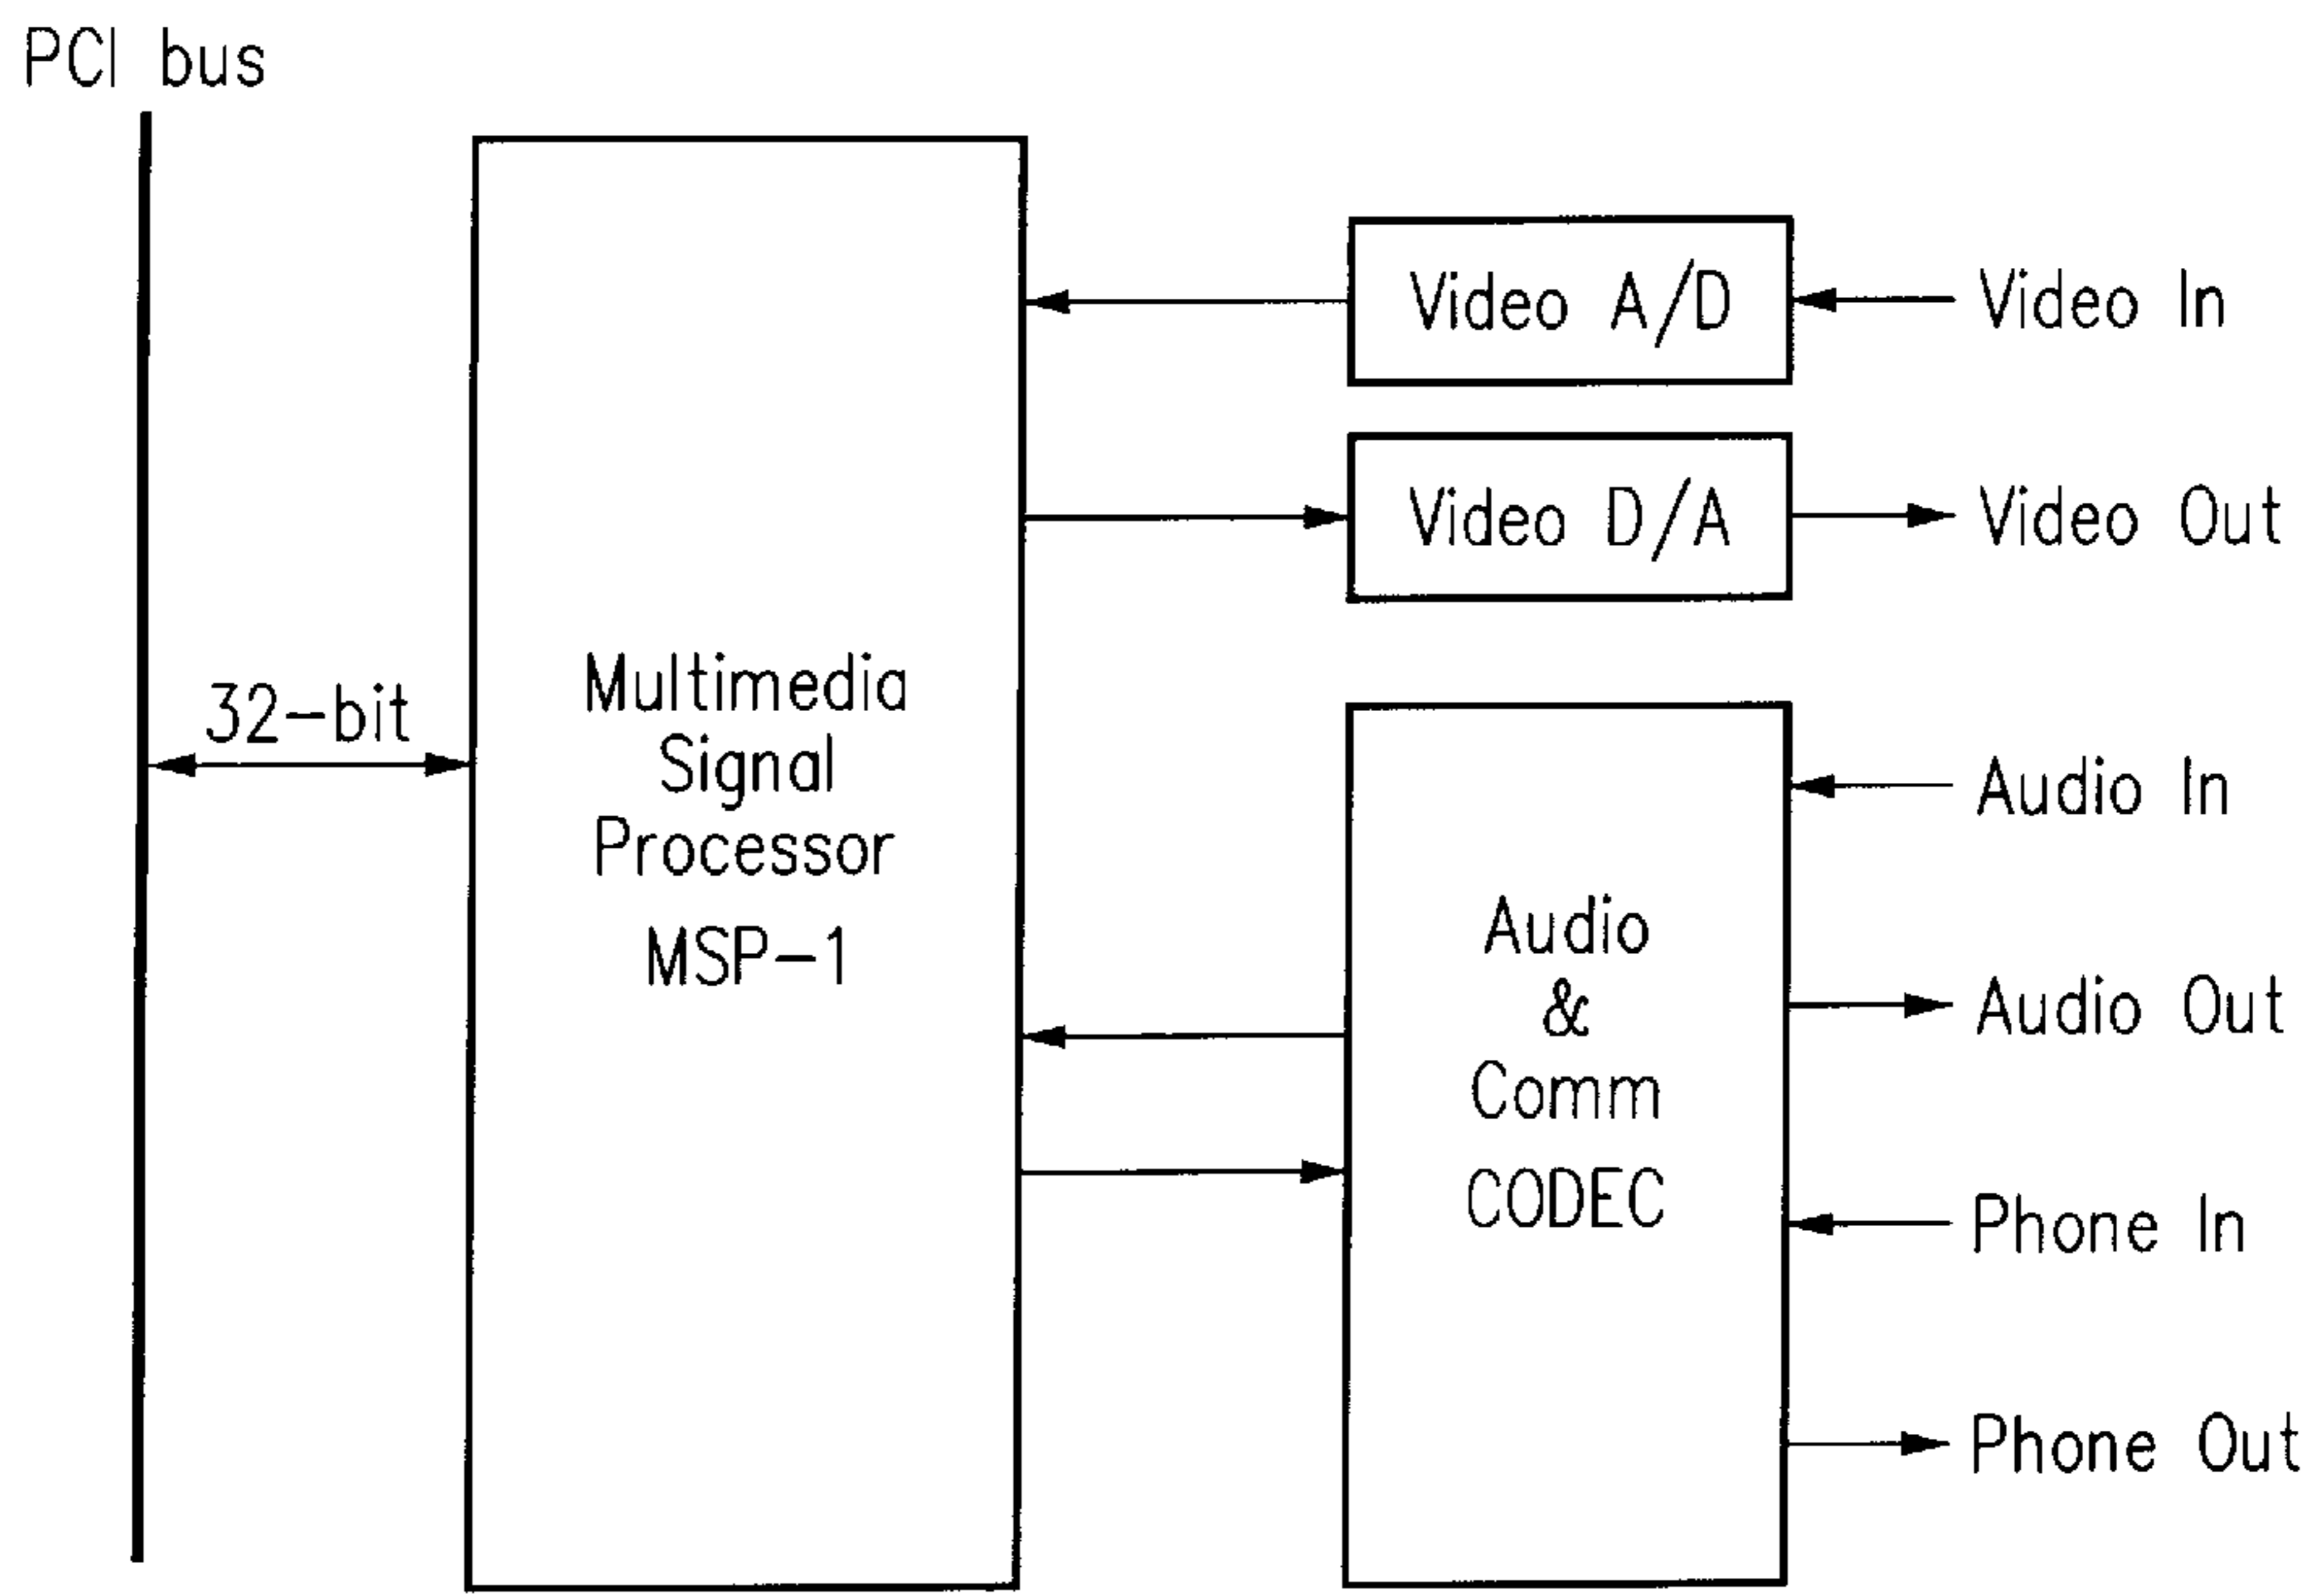 PCI bus
32-bit
Multimedia
Signal
Processor
MSP-1
Video A/D
Video In
Video D/A
Video Out
Audio
&
Comm
CODEC
Audio In
Audio Out
Phone In
Phone Out